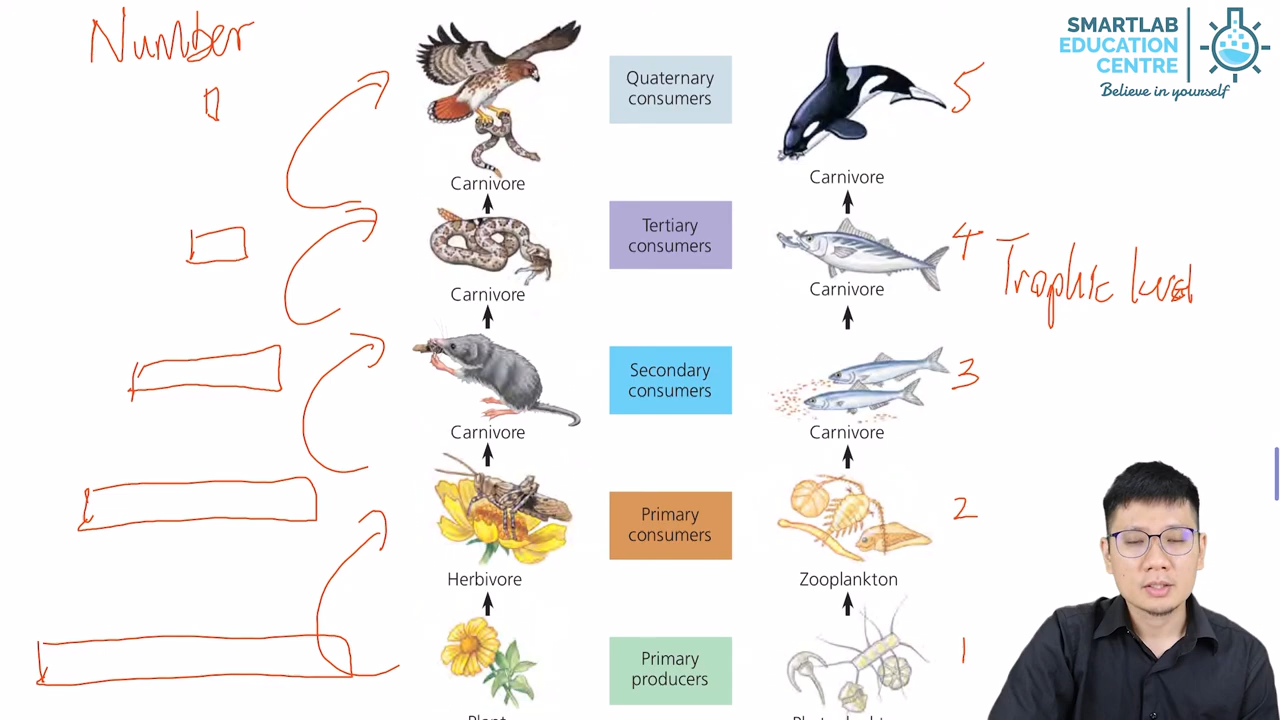 Number
SMARTLAB
EDUCATION
CENTRE
Believe in yourself
Quaternary
consumers
5
Carnivore
Carnivore
Tertiary
consumers
4
Trophic level
Carnivore
Carnivore
Secondary
consumers
3
Carnivore
Carnivore
Primary
consumers
2
Herbivore
Zooplankton
Primary
producers
1